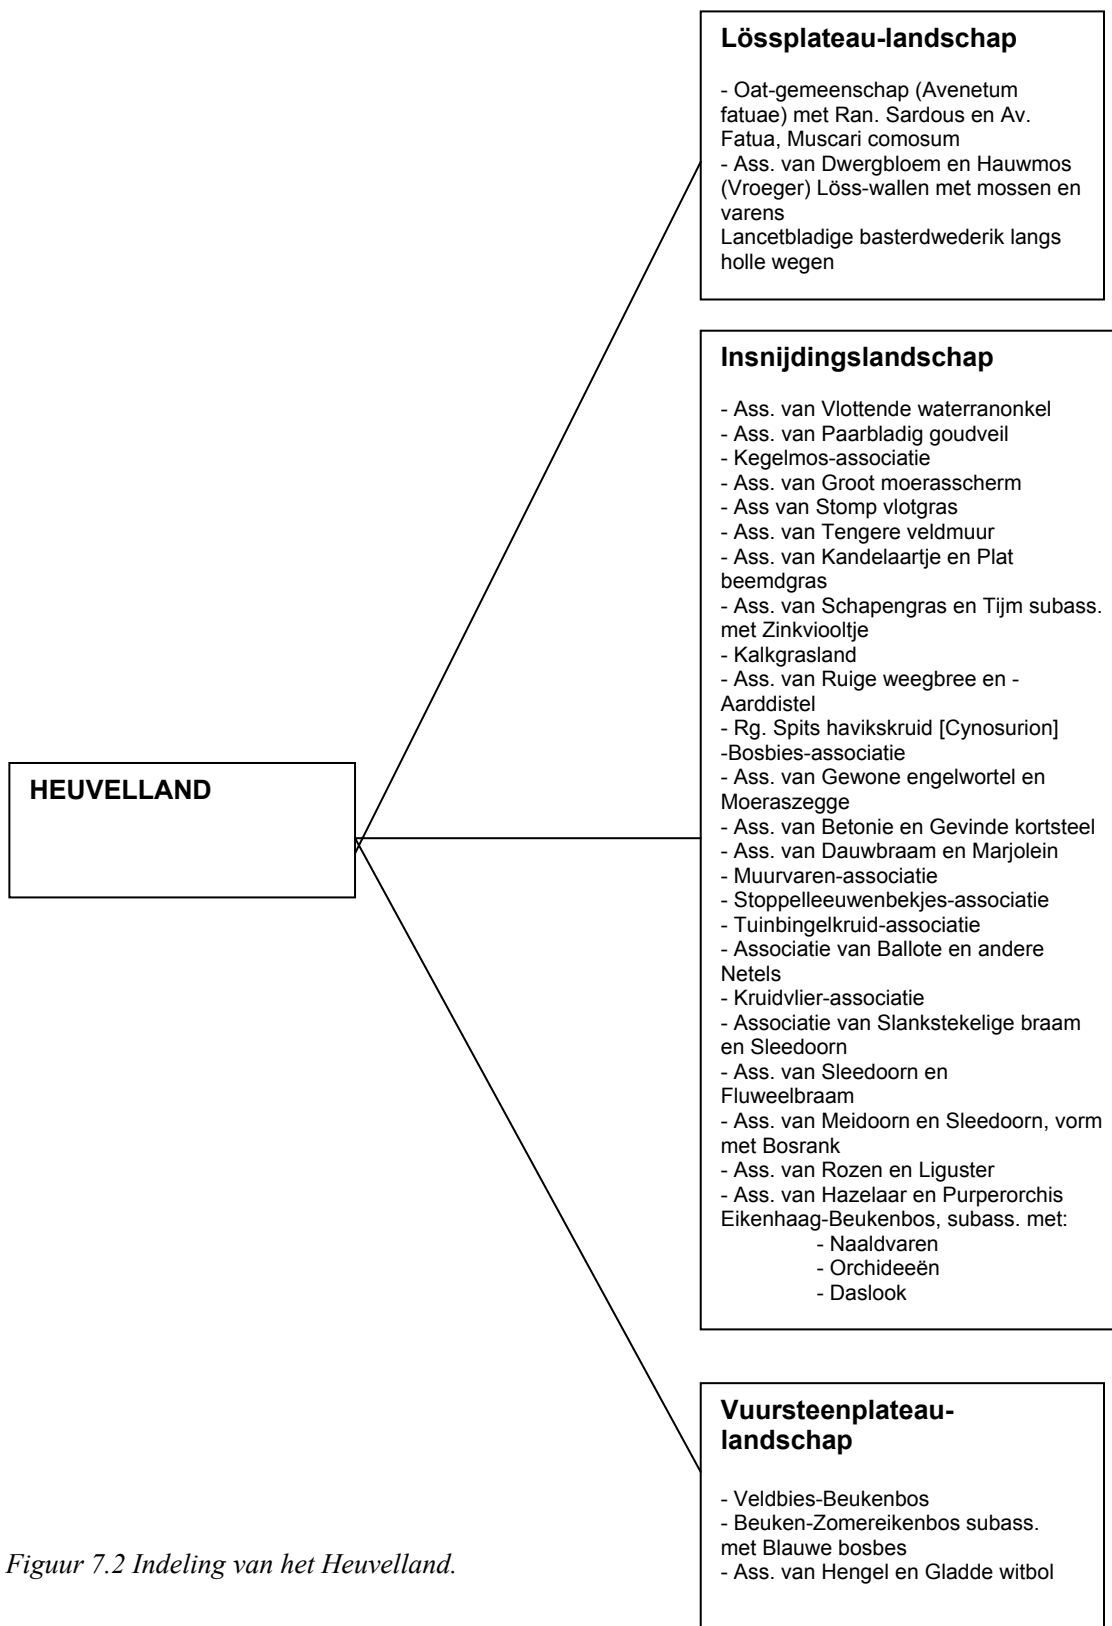 Lössplateau-landschap
- Oat-gemeenschap (Avenetum
fatuae) met Ran. Sardous en Av.
Fatua, Muscari comosum
- Ass. van Dwergbloem en Hauwmos
(Vroeger) Löss-wallen met mossen en
varens
Lancetbladige basterdwederik langs
holle wegen
Insnijdingslandschap
- Ass. van Vlottende waterranonkel
- Ass. van Paarbladig goudveil
- Kegelmos-associatie
- Ass. van Groot moerasscherm
- Ass van Stomp vlotgras
- Ass. van Tengere veldmuur
- Ass. van Kandelaartje en Plat
beemdgras
- Ass. van Schapengras en Tijm subass.
met Zinkviooltje
- Kalkgrasland
- Ass. van Ruige weegbree en -
Aarddistel
- Rg. Spits havikskruid [Cynosurion]
-Bosbies-associatie
- Ass. van Gewone engelwortel en
Moeraszegge
- Ass. van Betonie en Gevinde kortsteel
- Ass. van Dauwbraam en Marjolein
- Muurvaren-associatie
- Stoppelleeuwenbekjes-associatie
- Tuinbingelkruid-associatie
- Associatie van Ballote en andere
Netels
- Kruidvlier-associatie
- Associatie van Slankstekelige braam
en Sleedoorn
- Ass. van Sleedoorn en
Fluweelbraam
- Ass. van Meidoorn en Sleedoorn, vorm
met Bosrank
- Ass. van Rozen en Liguster
- Ass. van Hazelaar en Purperorchis
Eikenhaag-Beukenbos, subass. met:
- Naaldvaren
- Orchideeën
- Daslook
HEUVELLAND
Vuursteenplateau-
landschap
- Veldbies-Beukenbos
- Beuken-Zomereikenbos subass.
met Blauwe bosbes
- Ass. van Hengel en Gladde witbol
Figuur 7.2 Indeling van het Heuvelland.